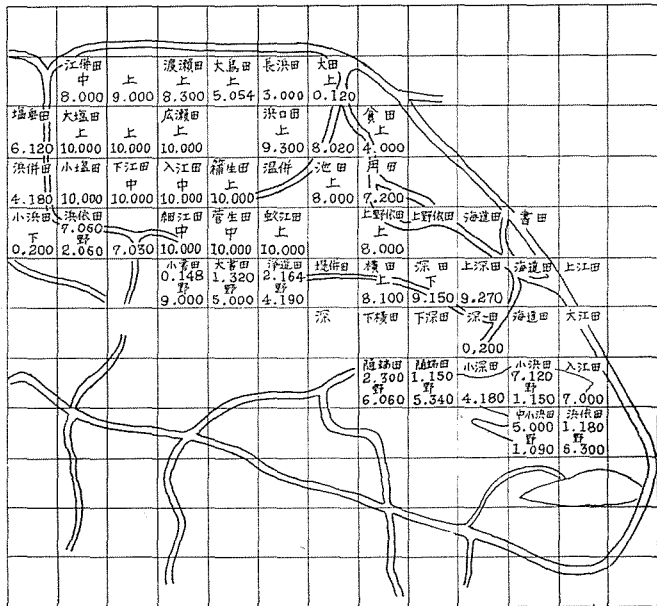 江併田 渡瀬田 大島田 長浜田 大田
中 上 上 上 上 上
8.000 9.000 8.300 5.054 3.000 0.120
塩垂田 大塩田 広瀬田 浜口田 食田
上 上 上 上 上
6.120 10.000 10.000 10.000 9.300 8.020 4.000
浜併田 小塩田 下江田 入江田 籠生田 温併 池田 用田
中 中 上 上
4.180 10.000 10.000 10.000 10.000 8.000 7.200
小浜田 浜依田 細江田 菅生田 蚊江田 上野依田 上野依田 海道田 書田
下 7.060 中 中 上 上
野
0.200 2.060 7.030 10.000 10.000 10.000 8.000
小書田 大書田 浄道田 堤併田 積田 深田 上深田 海道田 上江田
0.148 1.320 2.164 上 下
野 野 野
9.000 5.000 4.190 8.100 9.150 9.270
深 下積田 下深田 深田 海道田 大江田
0.200
随端田 随端田 小深田 小浜田 入江田
2.300 1.150 7.120
野 野 野
6.060 5.340 4.180 1.150 7.000
中小浜田 浜依田
5.000 1.180
野 野
1.090 5.300